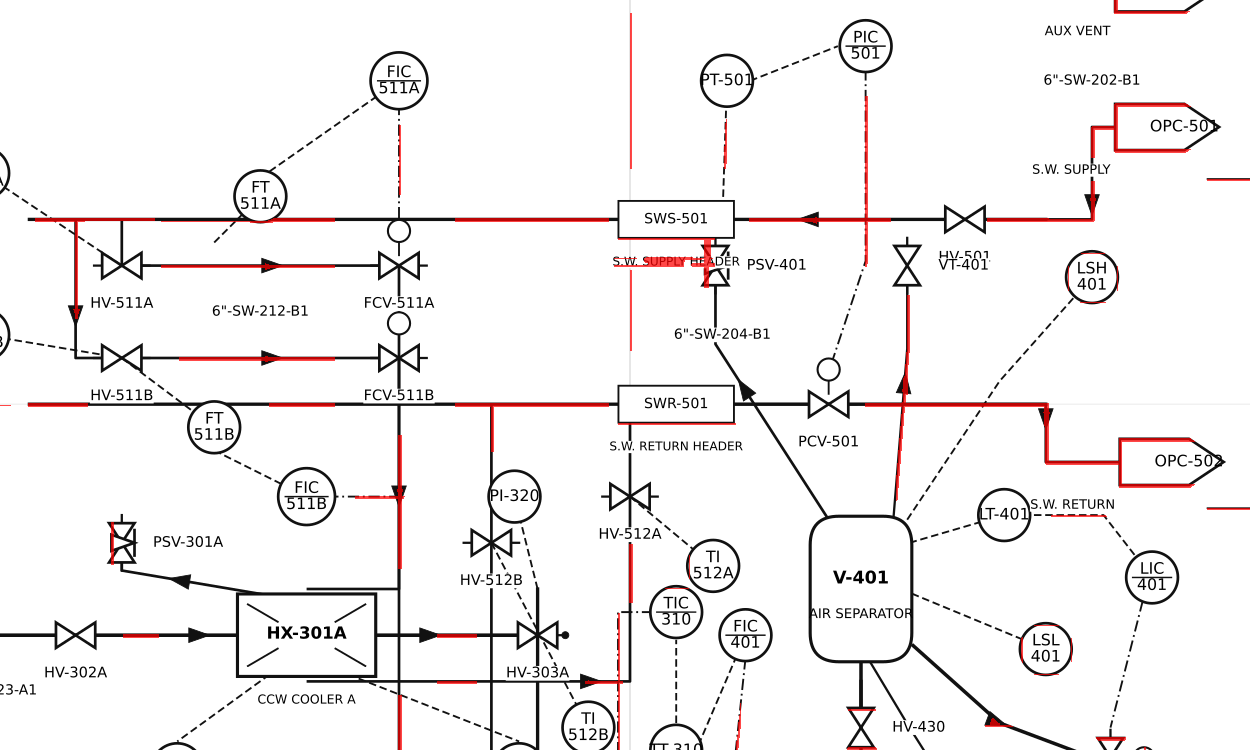 AUX VENT
FIC
511A
PIC
501
PT-501
6"-SW-202-B1
OPC-501
S.W. SUPPLY
FT
511A
SWS-501
S.W. SUPPLY HEADER
PSV-401
HV-501
VT-401
LSH
401
HV-511A
6"-SW-212-B1
FCV-511A
6"-SW-204-B1
HV-511B
FCV-511B
SWR-501
S.W. RETURN HEADER
PCV-501
FT
511B
OPC-502
FIC
511B
PI-320
S.W. RETURN
LT-401
HV-512A
PSV-301A
HV-512B
TI
512A
V-401
AIR SEPARATOR
LIC
401
TIC
310
FIC
401
HX-301A
LSL
401
HV-302A
HV-303A
23-A1
CCW COOLER A
TI
512B
HV-430
TT-310